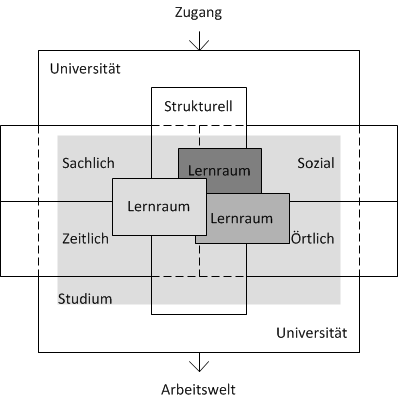 Zugang
Universität
Strukturell
Sachlich
Sozial
Lernraum
Lernraum
Lernraum
Zeitlich
Örtlich
Studium
Universität
Arbeitswelt